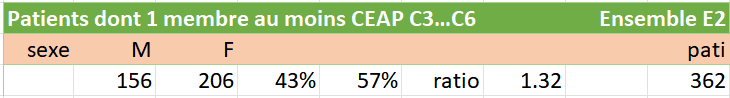 Patients dont 1 membre au moins CEAP C3...C6 Ensemble E2
sexe M F pati
156 206 43% 57% ratio 1.32 362